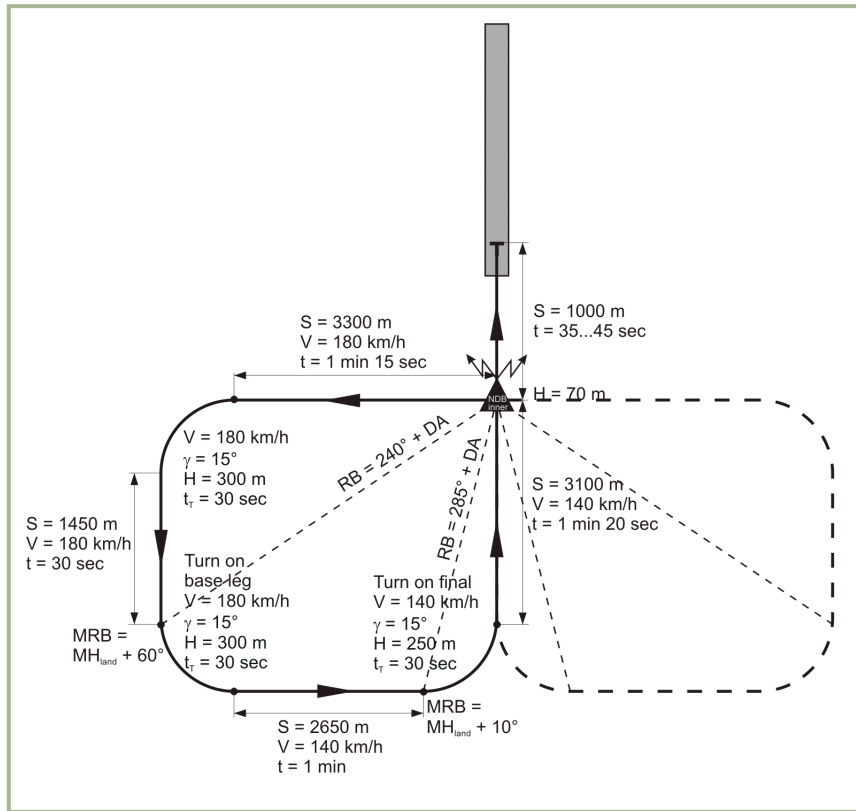 S = 1000 m
t = 35...45 sec
S = 3300 m
V = 180 km/h
t = 1 min 15 sec
NDB
inner
H = 70 m
V = 180 km/h
γ = 15°
H = 300 m
tT = 30 sec
RB = 240° + DA
RB = 285° + DA
S = 3100 m
V = 140 km/h
t = 1 min 20 sec
S = 1450 m
V = 180 km/h
t = 30 sec
Turn on
base leg
V = 180 km/h
γ = 15°
H = 300 m
tT = 30 sec
Turn on final
V = 140 km/h
γ = 15°
H = 250 m
tT = 30 sec
MRB =
MHland + 60°
MRB =
MHland + 10°
S = 2650 m
V = 140 km/h
t = 1 min